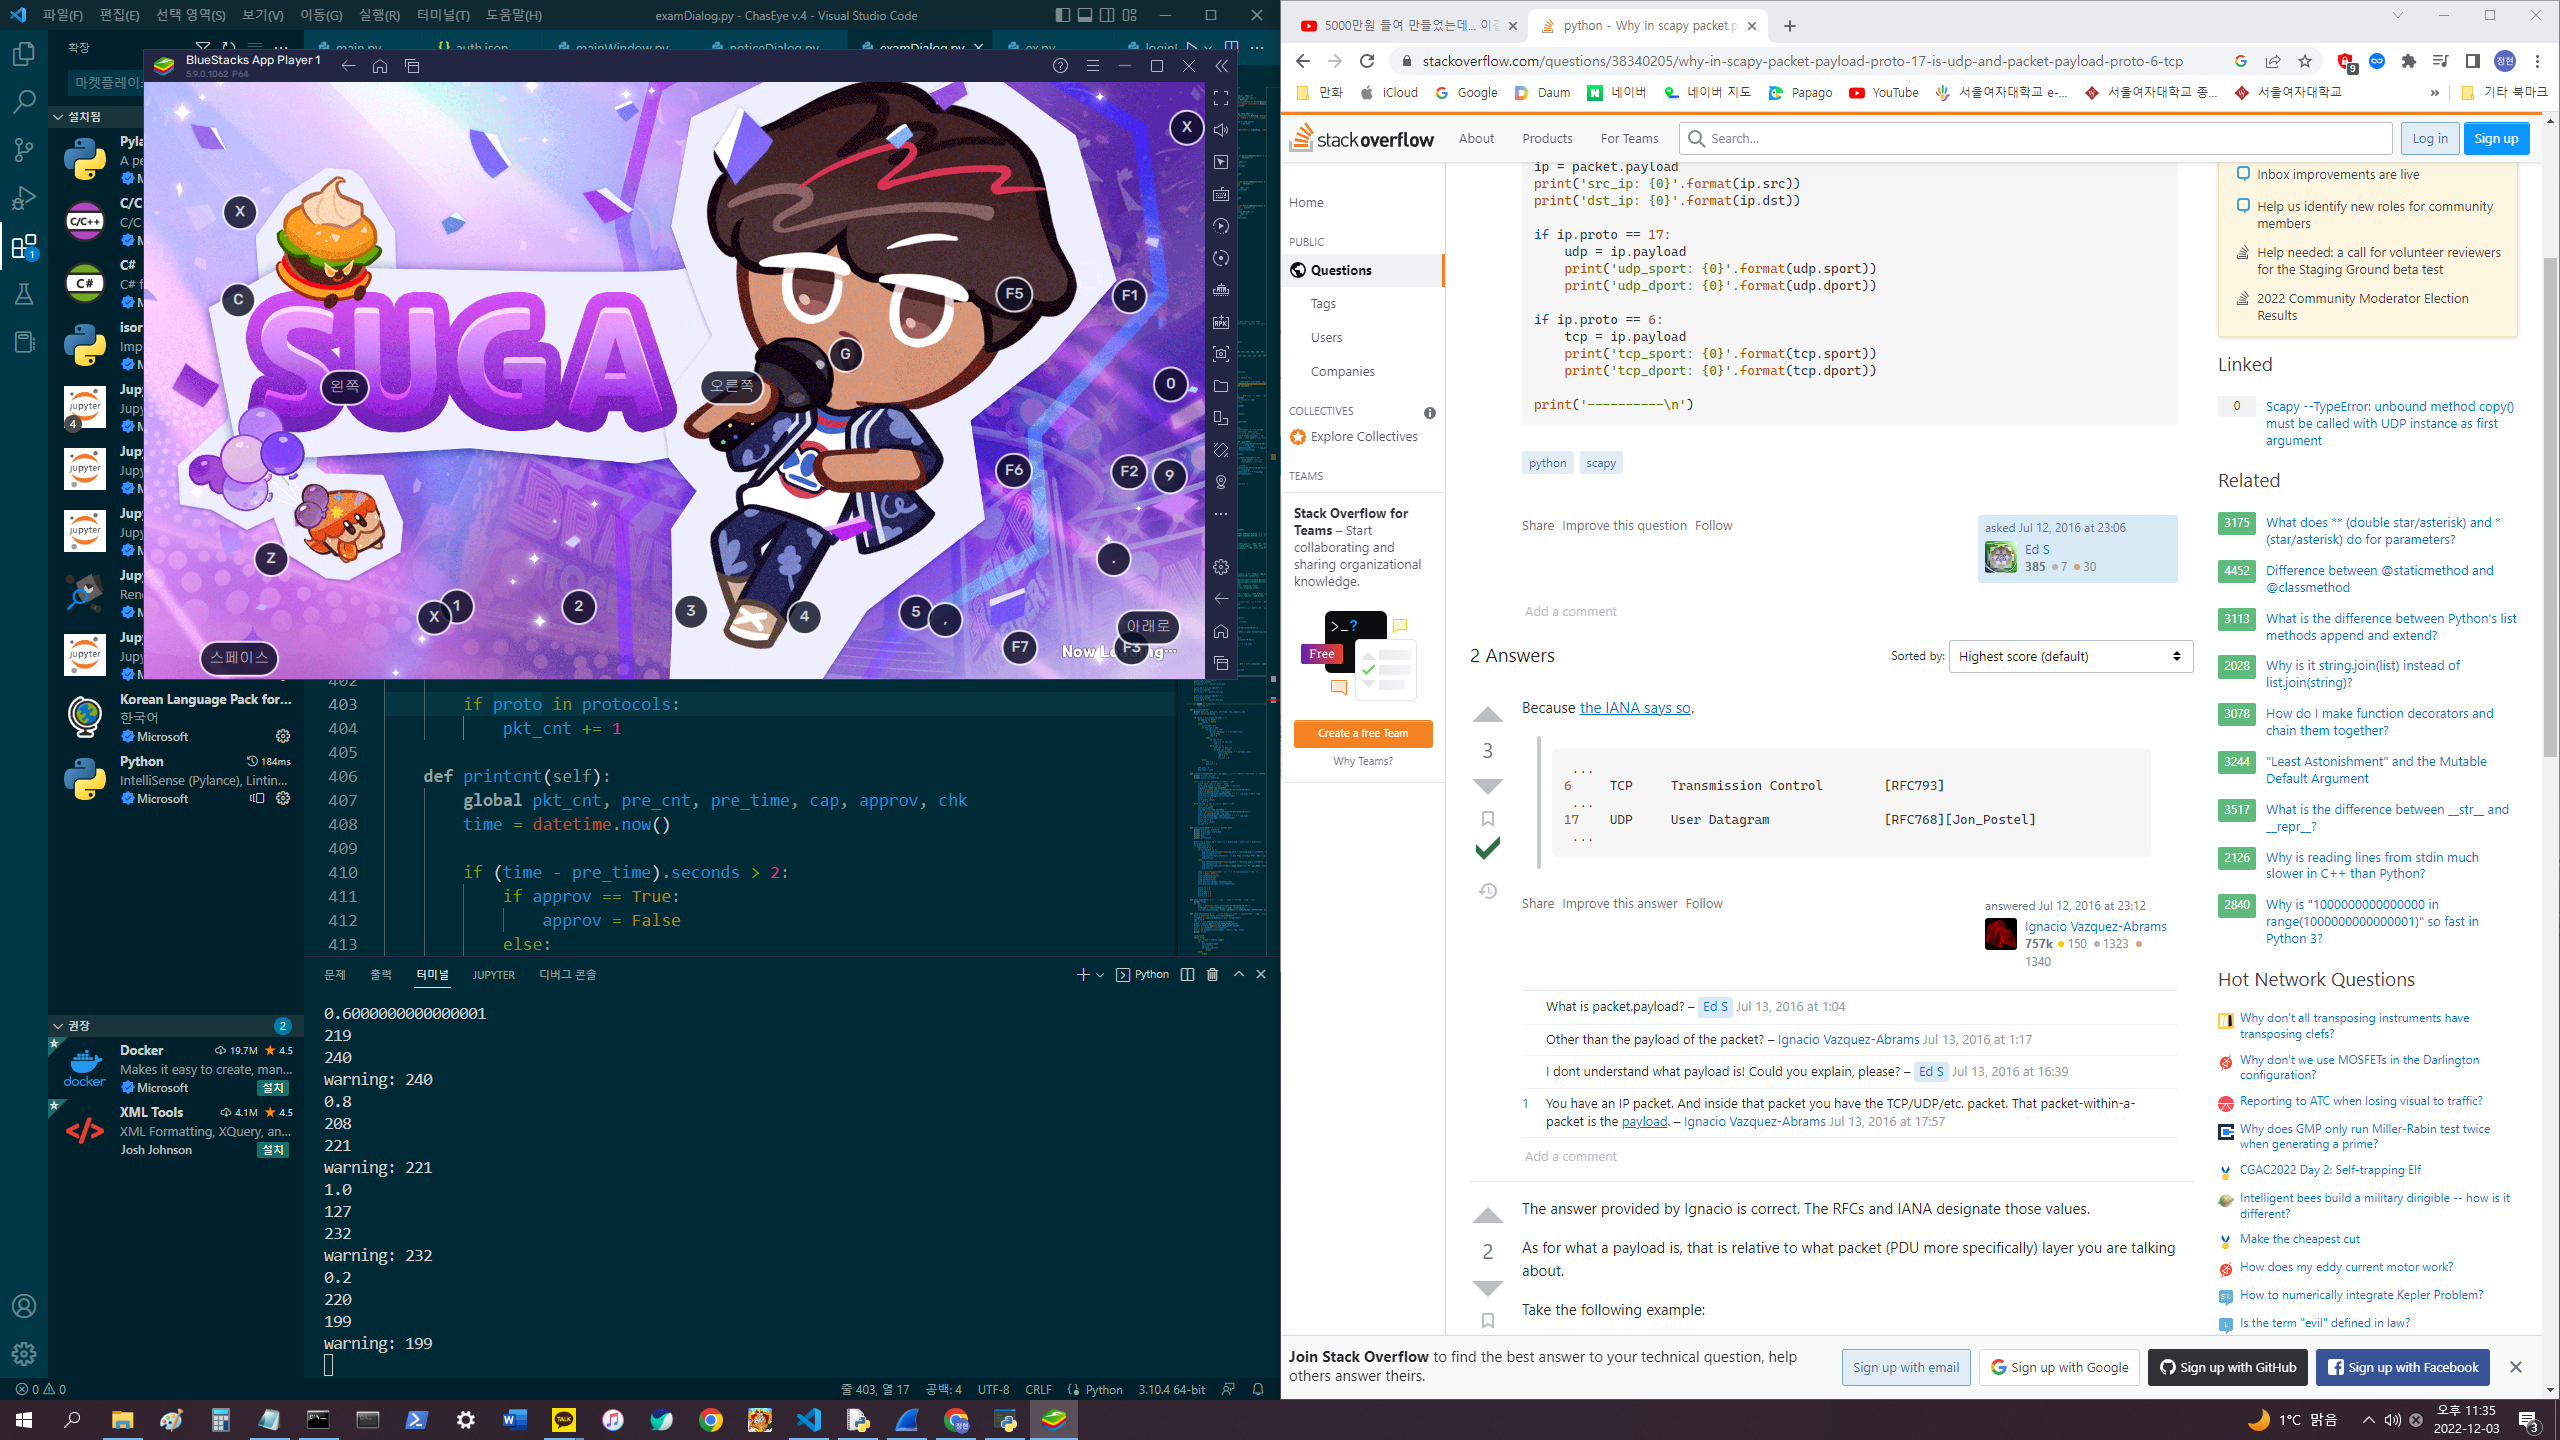 파일(F) 편집(E) 선택 영역(S) 보기(V) 이동(G) 실행(R) 터미널(T) 도움말(H)
examDialog.py - ChasEye v.4 - Visual Studio Code
확장
BlueStacks App Player 1
5.9.0.1062 P64
설치됨
C#
X
X
C
SUGA
F5
F1
G
왼쪽
오른쪽
0
F6
F2
9
Z
.
X
1
2
3
4
5
,
F7
F3
아래로
스페이스
Now
Korean Language Pack for...
한국어
Microsoft
Python
184ms
IntelliSense (Pylance), Lintin...
Microsoft
402
403 if proto in protocols:
404 pkt_cnt += 1
405
406 def printcnt(self):
407 global pkt_cnt, pre_cnt, pre_time, cap, approv, chk
408 time = datetime.now()
409
410 if (time - pre_time).seconds > 2:
411 if approv == True:
412 approv = False
413 else:
문제 출력 터미널 JUPYTER 디버그 콘솔
Python
0.6000000000000001
219
240
warning: 240
0.8
208
221
warning: 221
1.0
127
232
warning: 232
0.2
220
199
warning: 199
권장
2
Docker 19.7M 4.5
Makes it easy to create, man...
Microsoft 설치
XML Tools 4.1M 4.5
XML Formatting, XQuery, an...
Josh Johnson 설치
0 0
줄 403, 열 17 공백: 4 UTF-8 CRLF Python 3.10.4 64-bit
5000만원 들여 만들었는데... 이걸
python - Why in scapy packet.p
stackoverflow.com/questions/38340205/why-in-scapy-packet-payload-proto-17-is-udp-and-packet-payload-proto-6-tcp
만화 iCloud Google Daum 네이버 네이버 지도 Papago YouTube 서울여자대학교 e-... 서울여자대학교 종... 서울여자대학교 » 기타 북마크
stackoverflow About Products For Teams Search... Log in Sign up
Home
PUBLIC
Questions
Tags
Users
Companies
COLLECTIVES
Explore Collectives
TEAMS
Stack Overflow for
Teams – Start
collaborating and
sharing organizational
knowledge.
Free
Create a free Team
Why Teams?
ip = packet.payload
print('src_ip: {0}'.format(ip.src))
print('dst_ip: {0}'.format(ip.dst))
if ip.proto == 17:
udp = ip.payload
print('udp_sport: {0}'.format(udp.sport))
print('udp_dport: {0}'.format(udp.dport))
if ip.proto == 6:
tcp = ip.payload
print('tcp_sport: {0}'.format(tcp.sport))
print('tcp_dport: {0}'.format(tcp.dport))
print('----------\n')
python scapy
Share Improve this question Follow
asked Jul 12, 2016 at 23:06
Ed S
385 7 30
Add a comment
2 Answers
Sorted by: Highest score (default)
3
Because the IANA says so.
...
6 TCP Transmission Control [RFC793]
...
17 UDP User Datagram [RFC768][Jon_Postel]
...
Share Improve this answer Follow
answered Jul 12, 2016 at 23:12
Ignacio Vazquez-Abrams
757k 150 1323
1340
What is packet.payload? – Ed S Jul 13, 2016 at 1:04
Other than the payload of the packet? – Ignacio Vazquez-Abrams Jul 13, 2016 at 1:17
I dont understand what payload is! Could you explain, please? – Ed S Jul 13, 2016 at 16:39
1 You have an IP packet. And inside that packet you have the TCP/UDP/etc. packet. That packet-within-a-
packet is the payload. – Ignacio Vazquez-Abrams Jul 13, 2016 at 17:57
Add a comment
2
The answer provided by Ignacio is correct. The RFCs and IANA designate those values.
As for what a payload is, that is relative to what packet (PDU more specifically) layer you are talking
about.
Take the following example:
Inbox improvements are live
Help us identify new roles for community
members
Help needed: a call for volunteer reviewers
for the Staging Ground beta test
2022 Community Moderator Election
Results
Linked
0 Scapy --TypeError: unbound method copy()
must be called with UDP instance as first
argument
Related
3175 What does ** (double star/asterisk) and *
(star/asterisk) do for parameters?
4452 Difference between @staticmethod and
@classmethod
3113 What is the difference between Python's list
methods append and extend?
2028 Why is it string.join(list) instead of
list.join(string)?
3078 How do I make function decorators and
chain them together?
3244 "Least Astonishment" and the Mutable
Default Argument
3517 What is the difference between __str__ and
__repr__?
2126 Why is reading lines from stdin much
slower in C++ than Python?
2840 Why is "1000000000000000 in
range(1000000000000001)" so fast in
Python 3?
Hot Network Questions
Why don't all transposing instruments have
transposing clefs?
Why don't we use MOSFETs in the Darlington
configuration?
Reporting to ATC when losing visual to traffic?
Why does GMP only run Miller-Rabin test twice
when generating a prime?
CGAC2022 Day 2: Self-trapping Elf
Intelligent bees build a military dirigible -- how is it
different?
Make the cheapest cut
How does my eddy current motor work?
How to numerically integrate Kepler Problem?
Is the term "evil" defined in law?
Join Stack Overflow to find the best answer to your technical question, help
others answer theirs.
Sign up with email Sign up with Google Sign up with GitHub Sign up with Facebook
1°C 맑음
오후 11:35
2022-12-03
3